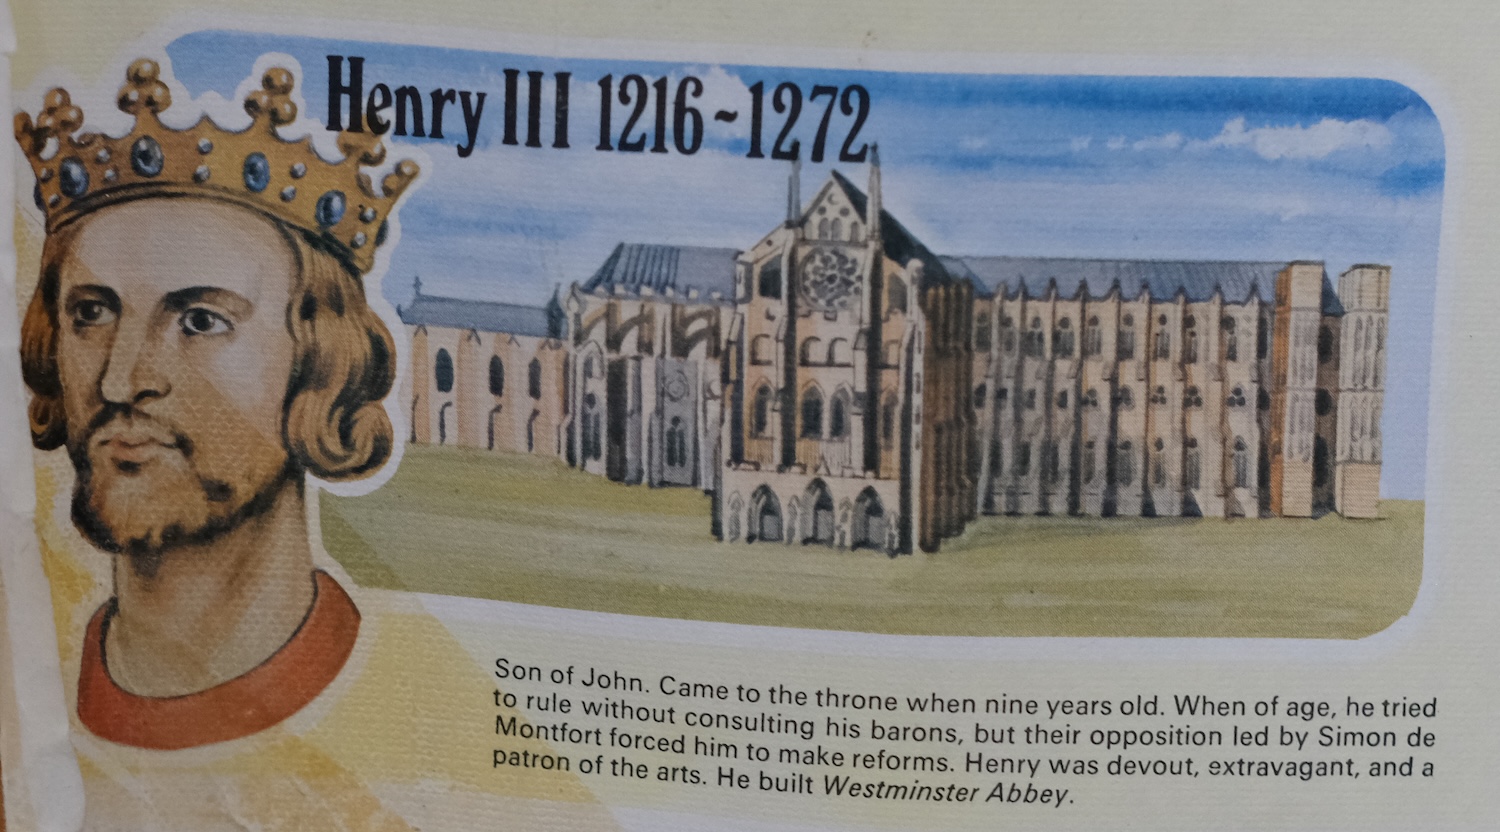 Henry III 1216~1272
Son of John. Came to the throne when nine years old. When of age, he tried
to rule without consulting his barons, but their opposition led by Simon de
Montfort forced him to make reforms. Henry was devout, extravagant, and a
patron of the arts. He built Westminster Abbey.